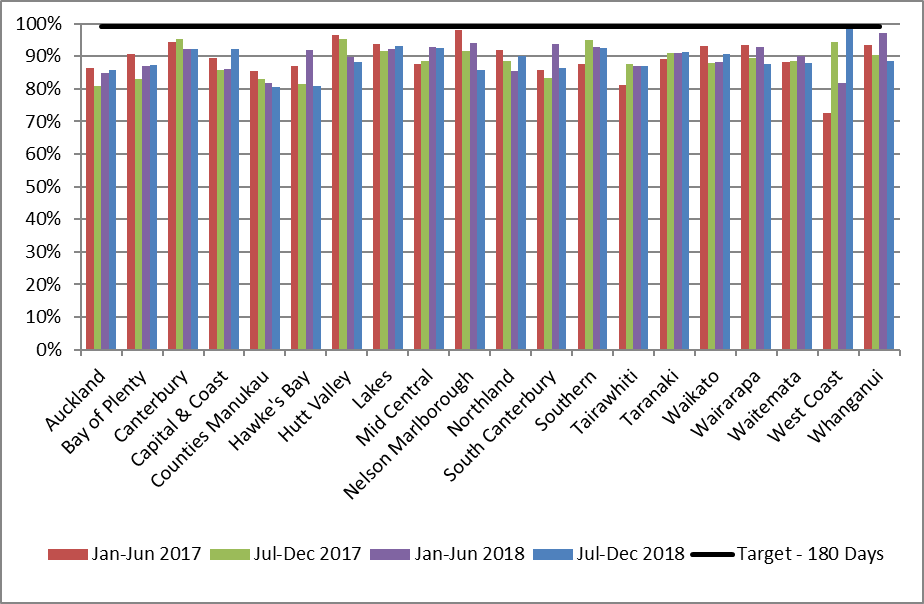 100%
90%
80%
70%
60%
50%
40%
30%
20%
10%
0%
Auckland
Bay of Plenty
Canterbury
Capital & Coast
Counties Manukau
Hawke's Bay
Hutt Valley
Lakes
Mid Central
Nelson Marlborough
Northland
South Canterbury
Southern
Tairawhiti
Taranaki
Waikato
Wairarapa
Waitemata
West Coast
Whanganui
Jan-Jun 2017 Jul-Dec 2017 Jan-Jun 2018 Jul-Dec 2018 Target - 180 Days